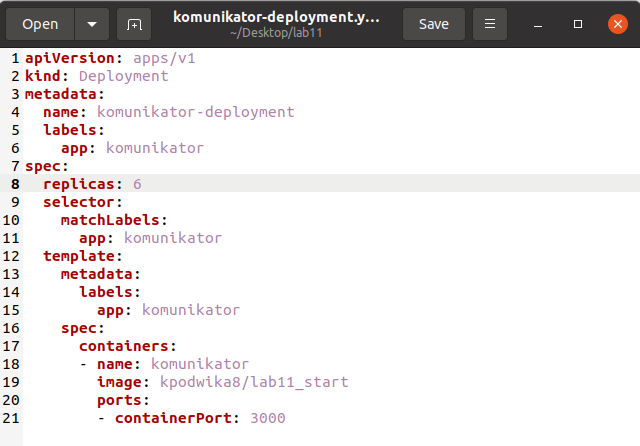 Open
komunikator-deployment.y...
~/Desktop/lab11
Save
1 apiVersion: apps/v1
2 kind: Deployment
3 metadata:
4   name: komunikator-deployment
5   labels:
6     app: komunikator
7 spec:
8   replicas: 6
9   selector:
10     matchLabels:
11       app: komunikator
12   template:
13     metadata:
14       labels:
15         app: komunikator
16     spec:
17       containers:
18       - name: komunikator
19         image: kpodwika8/lab11_start
20         ports:
21         - containerPort: 3000